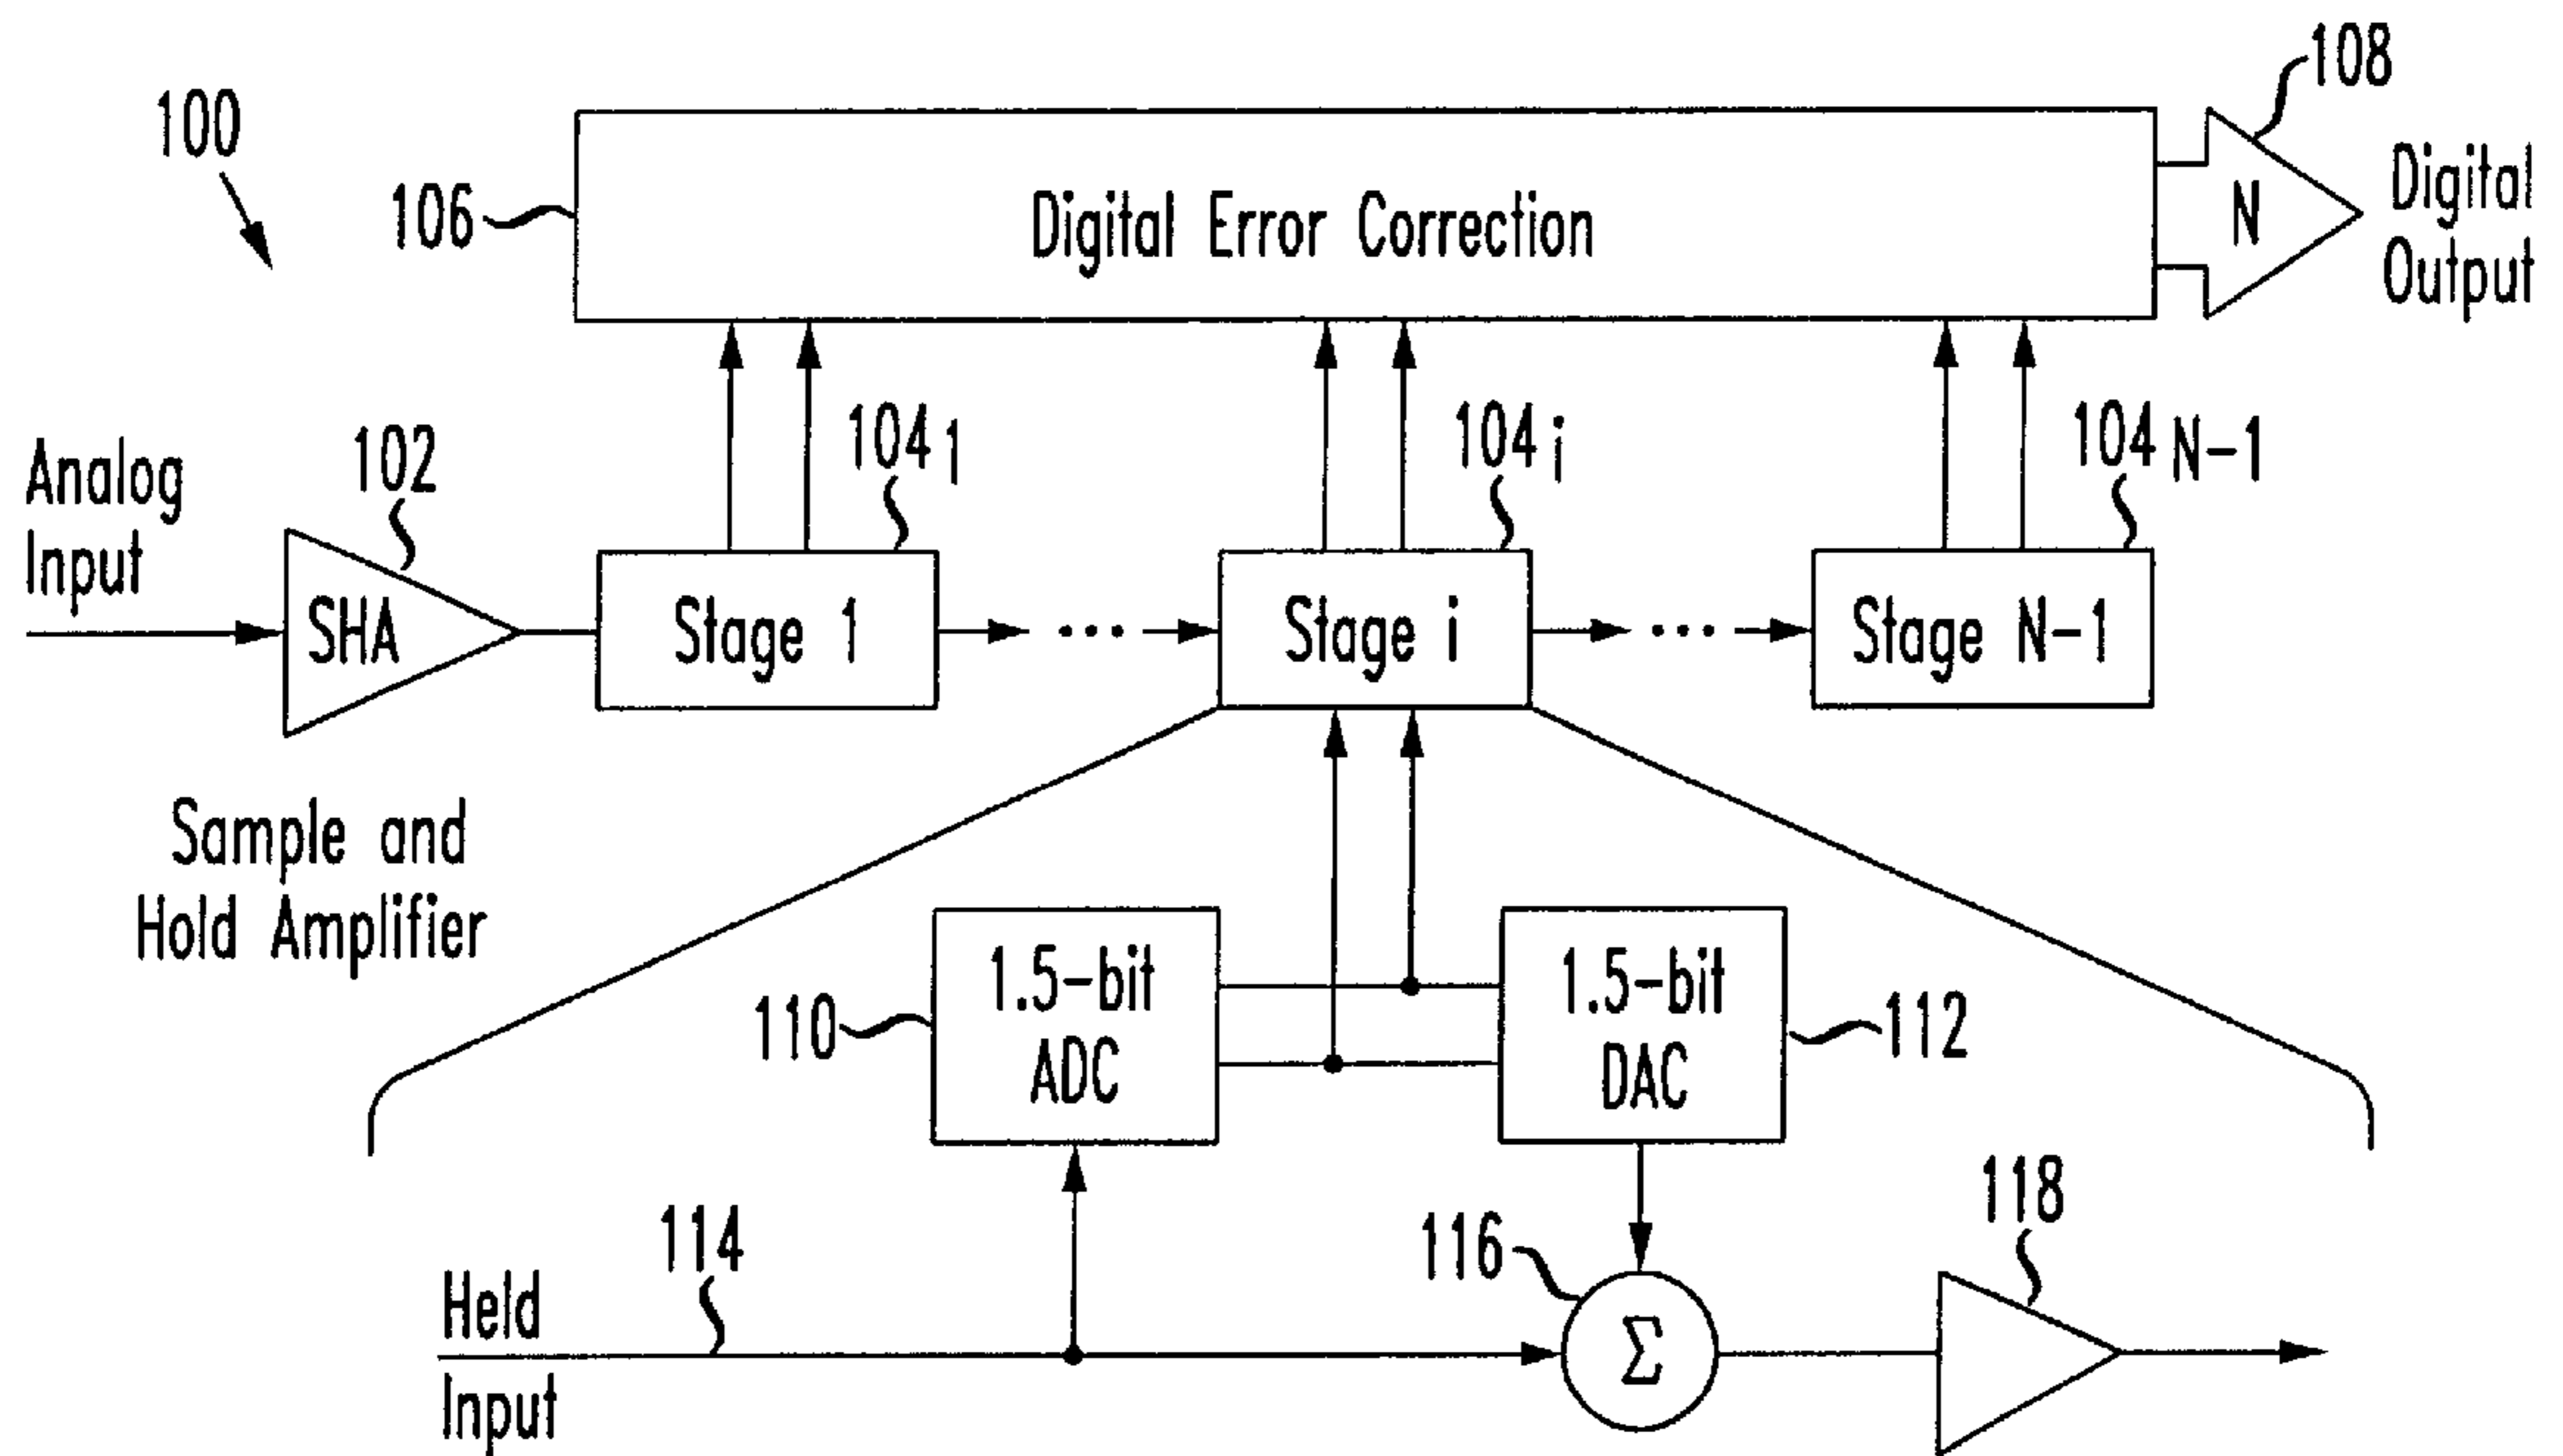 100
106
Digital Error Correction
N
108
Digital
Output
Analog
Input
102
SHA
Sample and
Hold Amplifier
104 1
Stage 1
...
104 i
Stage i
...
104 N-1
Stage N-1
110
1.5-bit
ADC
1.5-bit
DAC
112
114
Held
Input
116
Σ
118